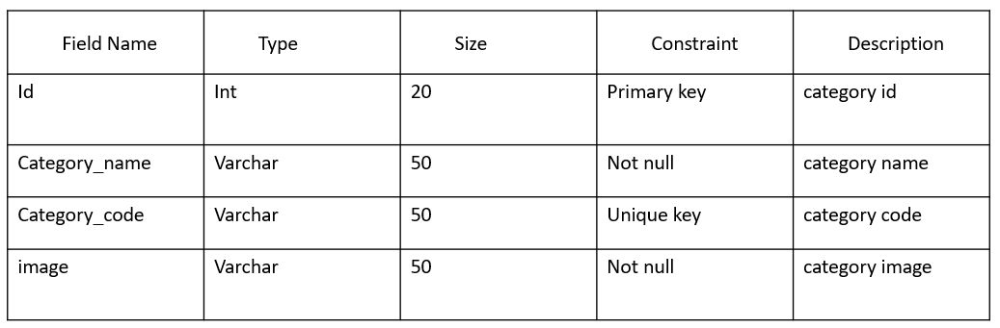 Field Name Type Size Constraint Description
Id Int 20 Primary key category id
Category_name Varchar 50 Not null category name
Category_code Varchar 50 Unique key category code
image Varchar 50 Not null category image